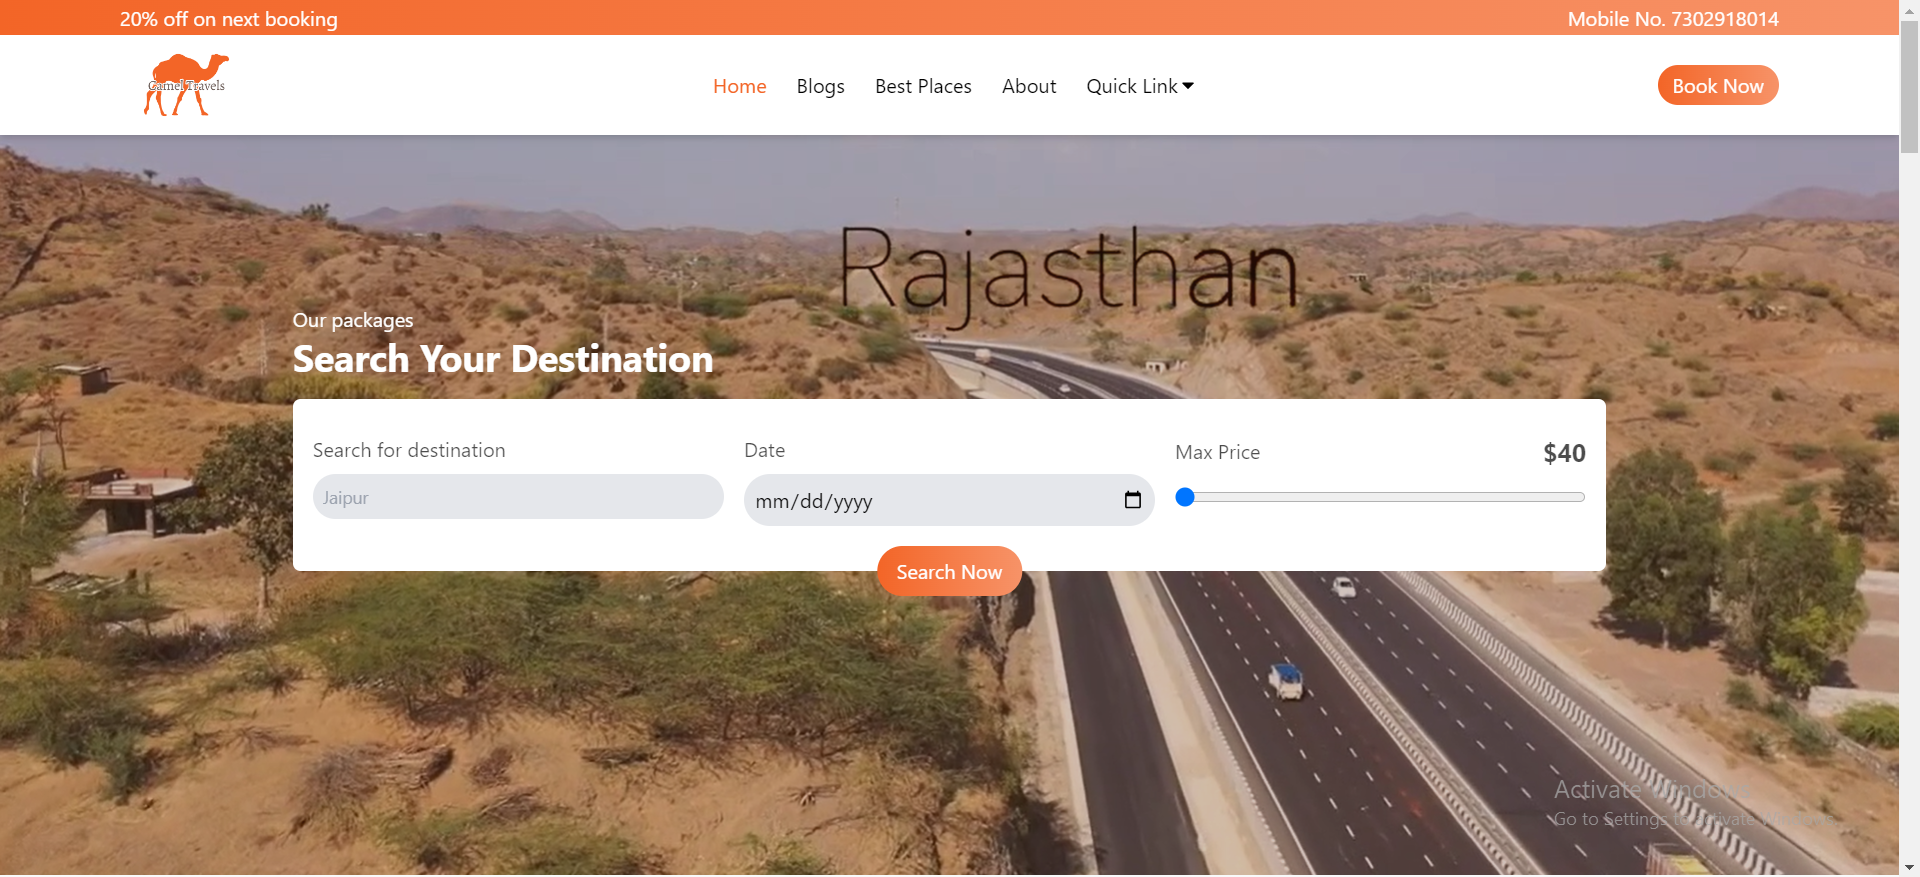 20% off on next booking
Mobile No. 7302918014
Camel Travels
Home
Blogs
Best Places
About
Quick Link
Book Now
Rajasthan
Our packages
Search Your Destination
Search for destination
Date
Max Price
$40
Jaipur
mm/dd/yyyy
Search Now
Activate Windows
Go to Settings to activate Windows.